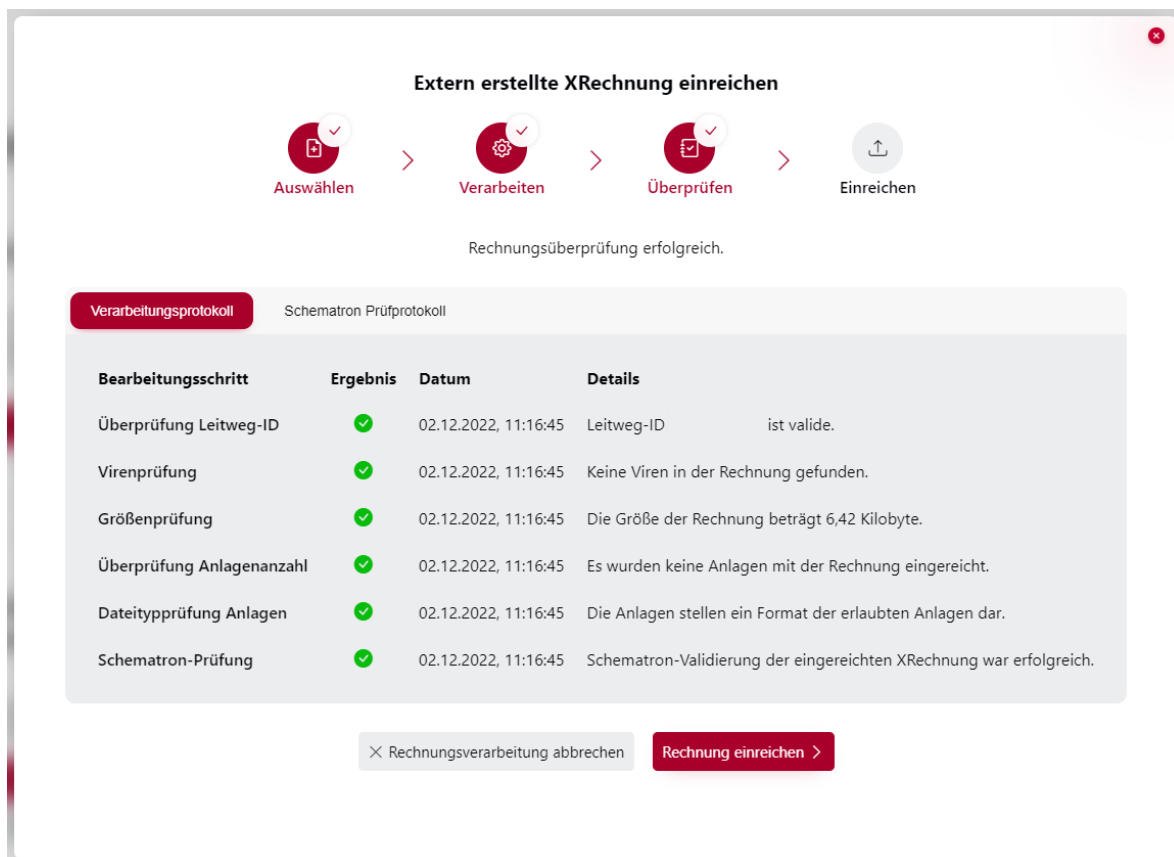 Extern erstellte XRechnung einreichen
Auswählen Verarbeiten Überprüfen Einreichen
Rechnungsüberprüfung erfolgreich.
Verarbeitungsprotokoll Schematron Prüfprotokoll
Bearbeitungsschritt Ergebnis Datum Details
Überprüfung Leitweg-ID 02.12.2022, 11:16:45 Leitweg-ID ist valide.
Virenprüfung 02.12.2022, 11:16:45 Keine Viren in der Rechnung gefunden.
Größenprüfung 02.12.2022, 11:16:45 Die Größe der Rechnung beträgt 6,42 Kilobyte.
Überprüfung Anlagenanzahl 02.12.2022, 11:16:45 Es wurden keine Anlagen mit der Rechnung eingereicht.
Dateitypprüfung Anlagen 02.12.2022, 11:16:45 Die Anlagen stellen ein Format der erlaubten Anlagen dar.
Schematron-Prüfung 02.12.2022, 11:16:45 Schematron-Validierung der eingereichten XRechnung war erfolgreich.
Rechnungsverarbeitung abbrechen Rechnung einreichen